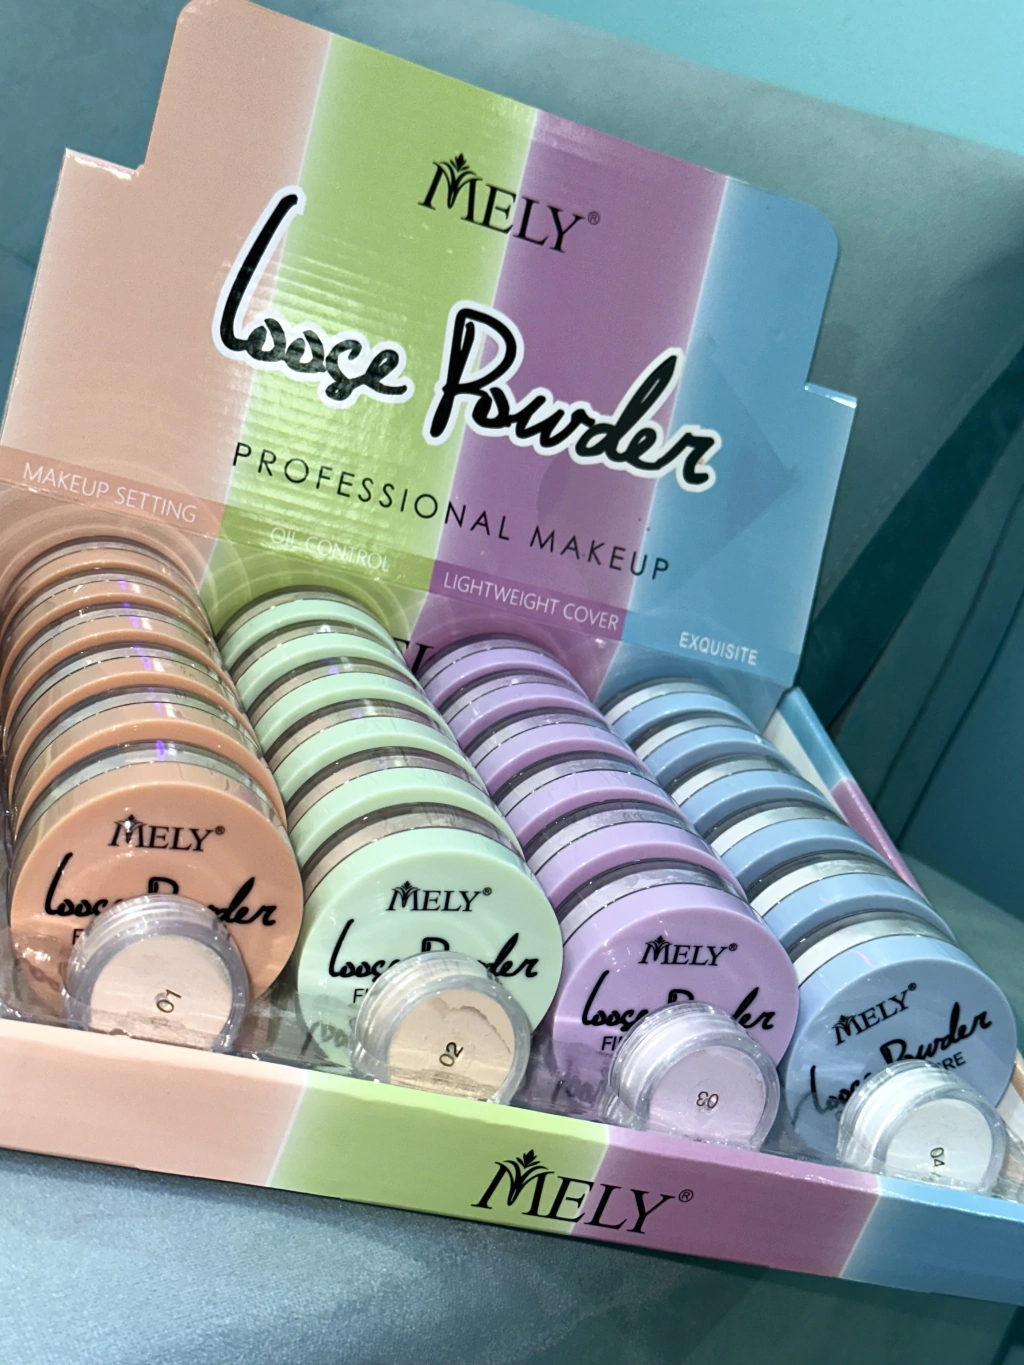 MELY®
Loose Powder
PROFESSIONAL MAKEUP
MAKEUP SETTING
OIL CONTROL
LIGHTWEIGHT COVER
EXQUISITE
MELY®
Loose Powder
01
MELY®
Loose Powder
02
MELY®
Loose Powder
03
MELY®
Loose Powder
04
MELY®